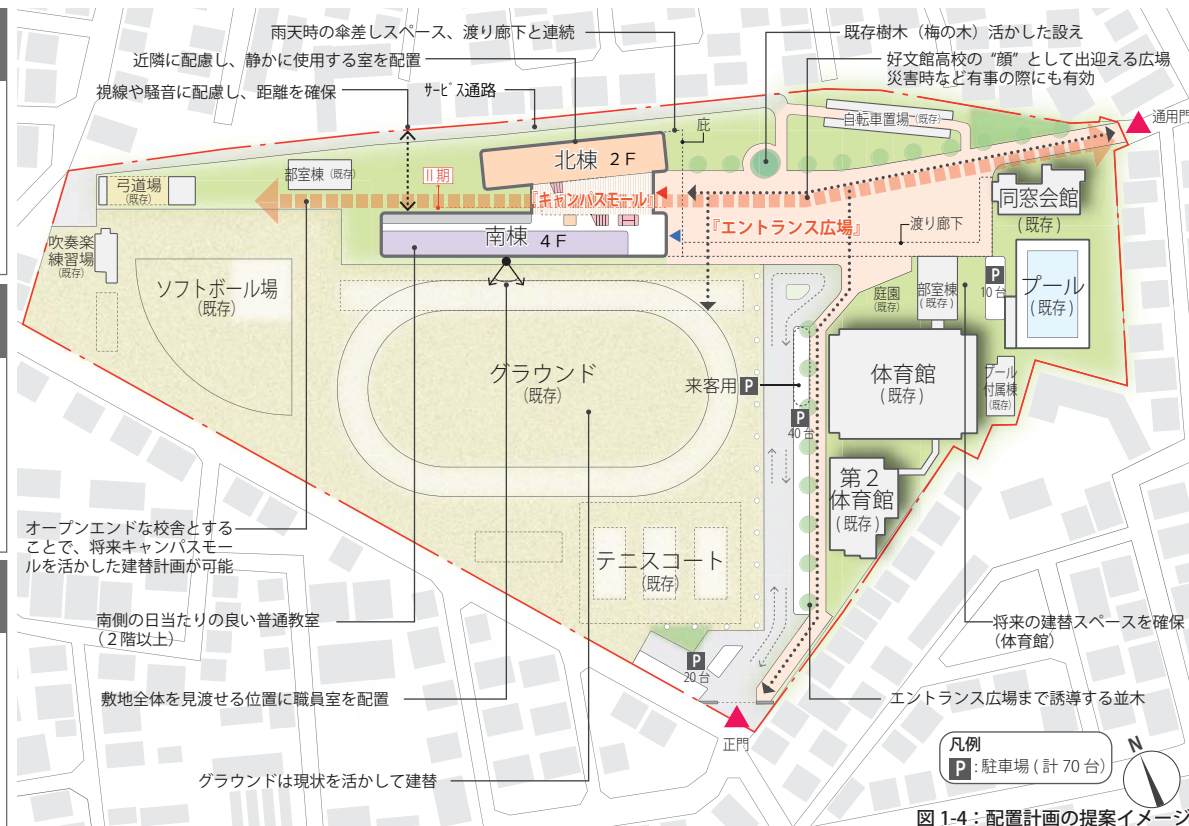 雨天時の傘差しスペース、渡り廊下と連続
近隣に配慮し、静かに使用する室を配置
視線や騒音に配慮し、距離を確保
サービス通路
既存樹木（梅の木）活かした設え
好文館高校の“顔”として出迎える広場
災害時など有事の際にも有効
自転車置場(既存)
通用門
庇
北棟 2F
部室棟(既存)
Ⅱ期
弓道場
(既存)
『キャンパスモール』
同窓会館
(既存)
『エントランス広場』
渡り廊下
南棟 4F
吹奏楽
練習場
(既存)
ソフトボール場
(既存)
P
10台
プール
(既存)
庭園
(既存)
部室棟
(既存)
グラウンド
(既存)
来客用 P
体育館
(既存)
プール
付属棟
(既存)
P
40台
第２
体育館
(既存)
オープンエンドな校舎とする
ことで、将来キャンパスモー
ルを活かした建替計画が可能
テニスコート
(既存)
南側の日当たりの良い普通教室
（２階以上）
将来の建替スペースを確保
(体育館)
P
20台
敷地全体を見渡せる位置に職員室を配置
エントランス広場まで誘導する並木
正門
グラウンドは現状を活かして建替
凡例
P：駐車場(計70台)
N
図1-4：配置計画の提案イメージ